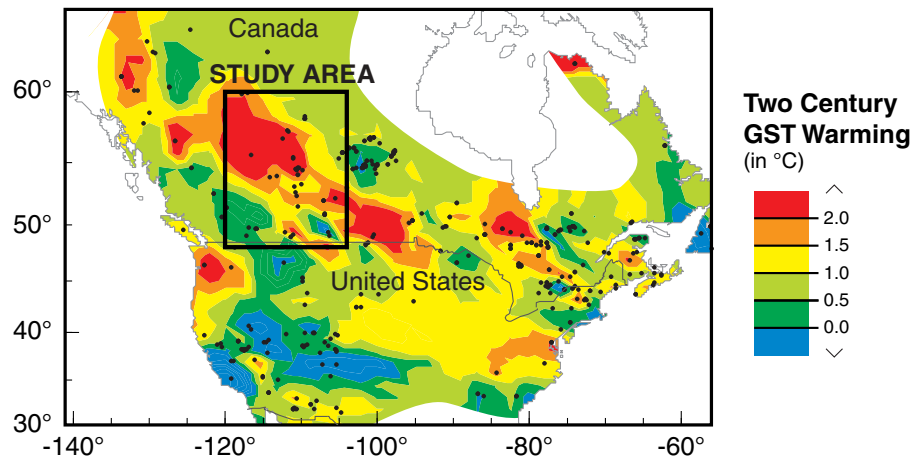 Canada
STUDY AREA
United States
60°
50°
40°
30°
-140°
-120°
-100°
-80°
-60°
Two Century
GST Warming
(in °C)
2.0
1.5
1.0
0.5
0.0